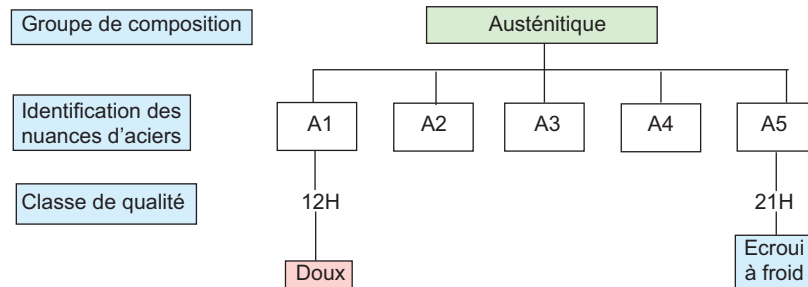 Groupe de composition
Austénitique
Identification des
nuances d'aciers
A1
A2
A3
A4
A5
Classe de qualité
12H
21H
Doux
Ecroui
à froid